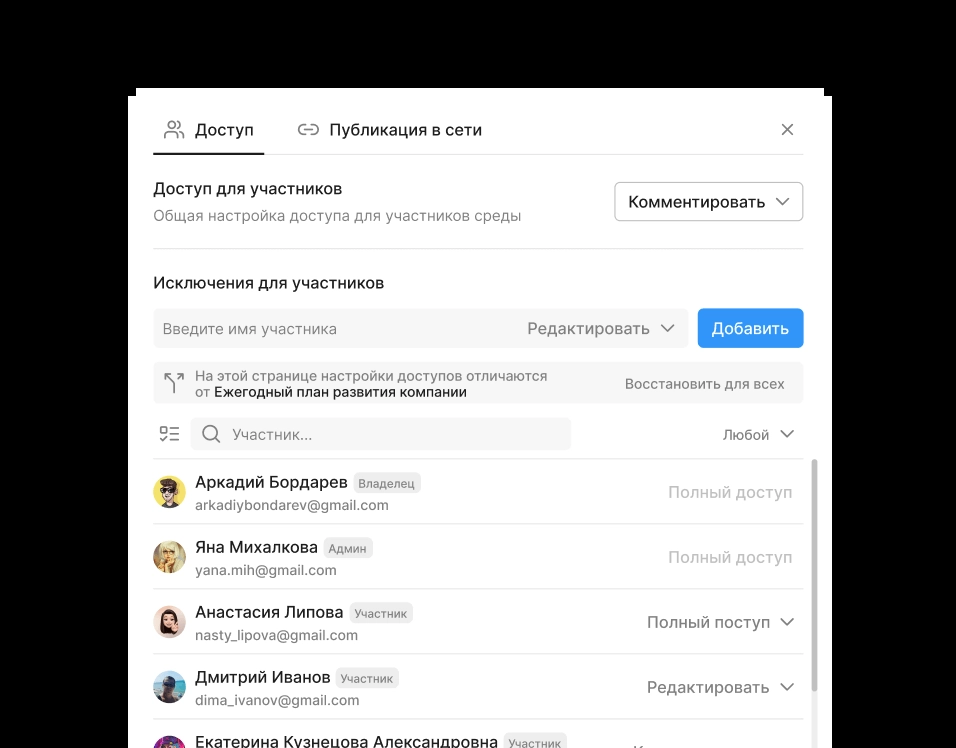 Доступ
Публикация в сети
Доступ для участников
Общая настройка доступа для участников среды
Комментировать
Исключения для участников
Введите имя участника
Редактировать
Добавить
На этой странице настройки доступов отличаются
от Ежегодный план развития компании
Восстановить для всех
Участник...
Любой
Аркадий Бордарев Владелец
arkadiybondarev@gmail.com
Полный доступ
Яна Михалкова Админ
yana.mih@gmail.com
Полный доступ
Анастасия Липова Участник
nasty_lipova@gmail.com
Полный поступ
Дмитрий Иванов Участник
dima_ivanov@gmail.com
Редактировать
Екатерина Кузнецова Александровна Участник